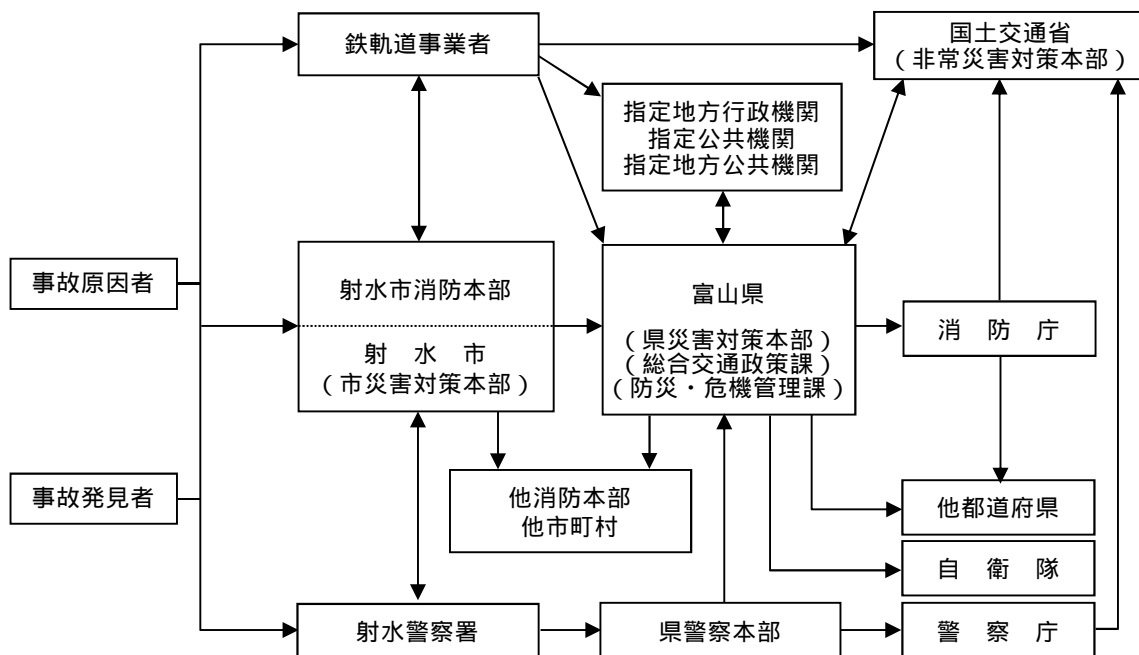 鉄軌道事業者
国土交通省
(非常災害対策本部)
指定地方行政機関
指定公共機関
指定地方公共機関
事故原因者
射水市消防本部
射 水 市
(市災害対策本部)
富山県
(県災害対策本部)
(総合交通政策課)
(防災・危機管理課)
消 防 庁
事故発見者
他消防本部
他市町村
他都道府県
自 衛 隊
射水警察署
県警察本部
警 察 庁